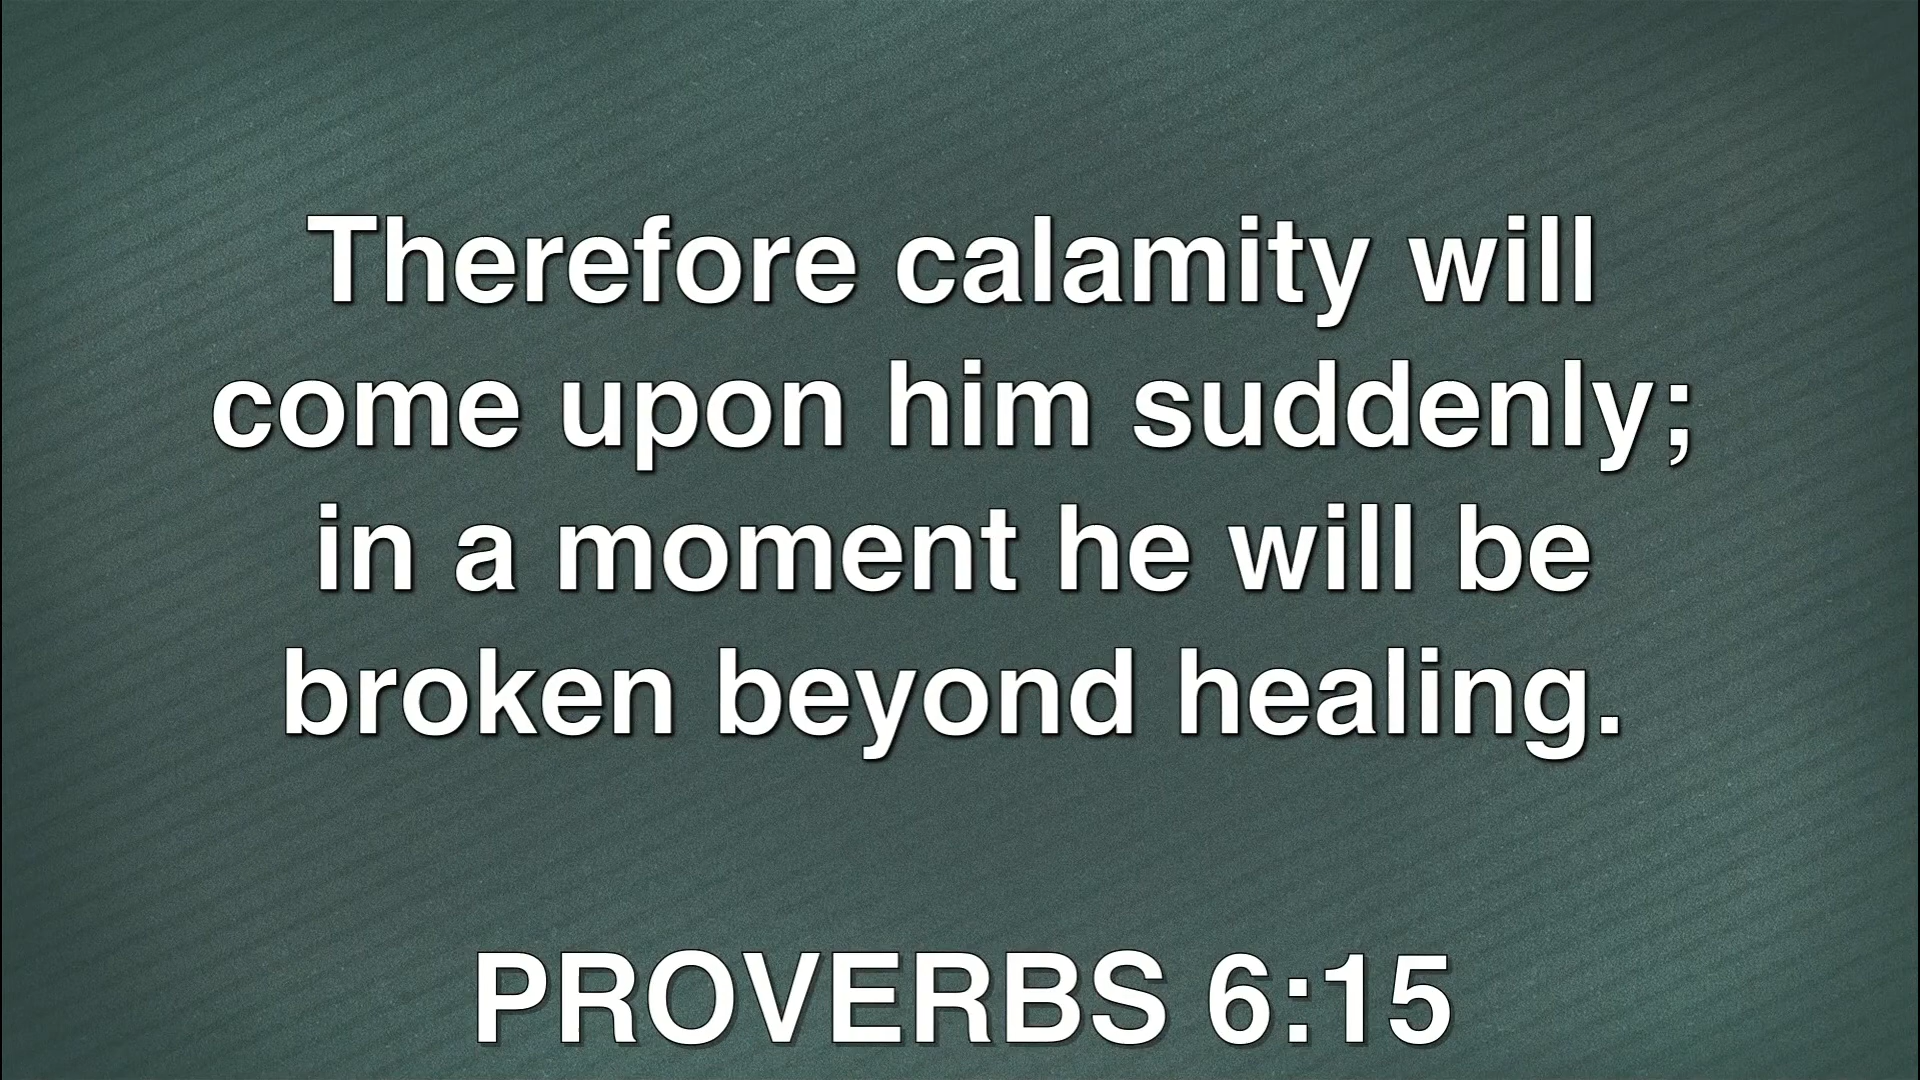 Therefore calamity will
come upon him suddenly;
in a moment he will be
broken beyond healing.
PROVERBS 6:15